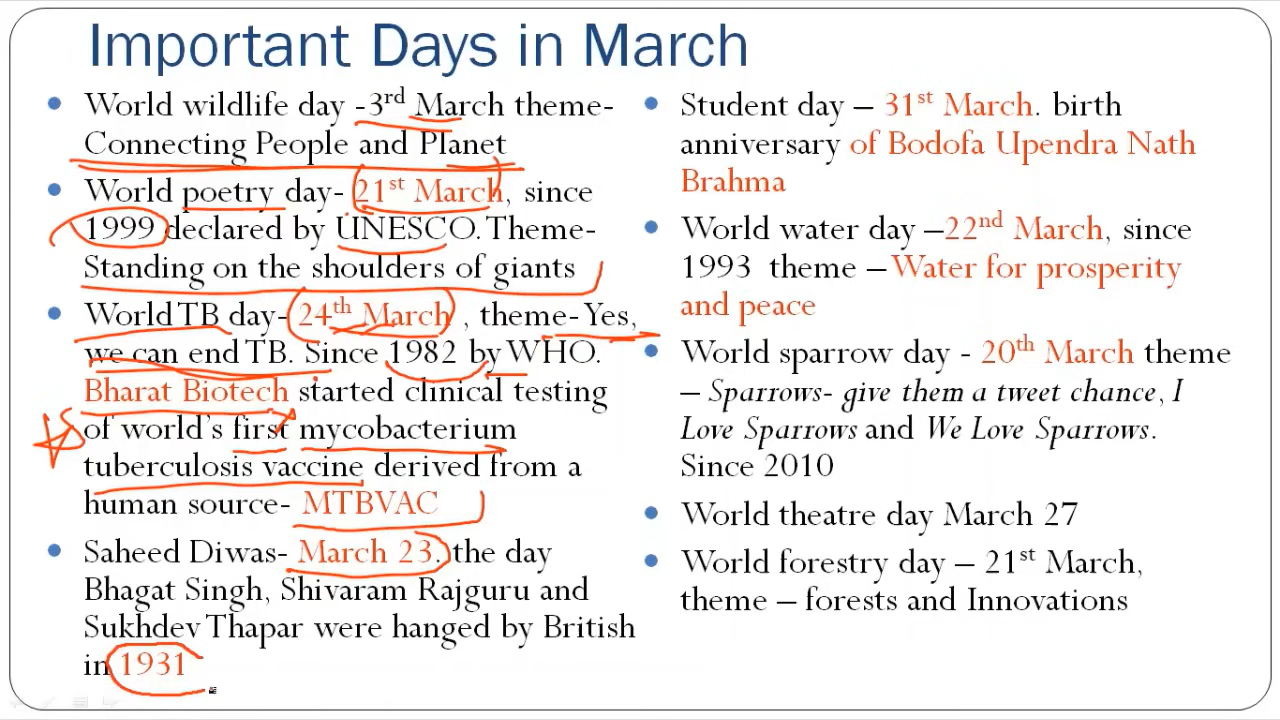 Important Days in March
World wildlife day -3rd March theme-
Connecting People and Planet
World poetry day- 21st March, since
1999 declared by UNESCO. Theme-
Standing on the shoulders of giants
World TB day- 24th March , theme- Yes,
we can end TB. Since 1982 by WHO.
Bharat Biotech started clinical testing
of world's first mycobacterium
tuberculosis vaccine derived from a
human source- MTBVAC
Saheed Diwas- March 23. the day
Bhagat Singh, Shivaram Rajguru and
Sukhdev Thapar were hanged by British
in 1931
Student day – 31st March. birth
anniversary of Bodofa Upendra Nath
Brahma
World water day –22nd March, since
1993 theme – Water for prosperity
and peace
World sparrow day - 20th March theme
– Sparrows- give them a tweet chance, I
Love Sparrows and We Love Sparrows.
Since 2010
World theatre day March 27
World forestry day – 21st March,
theme – forests and Innovations